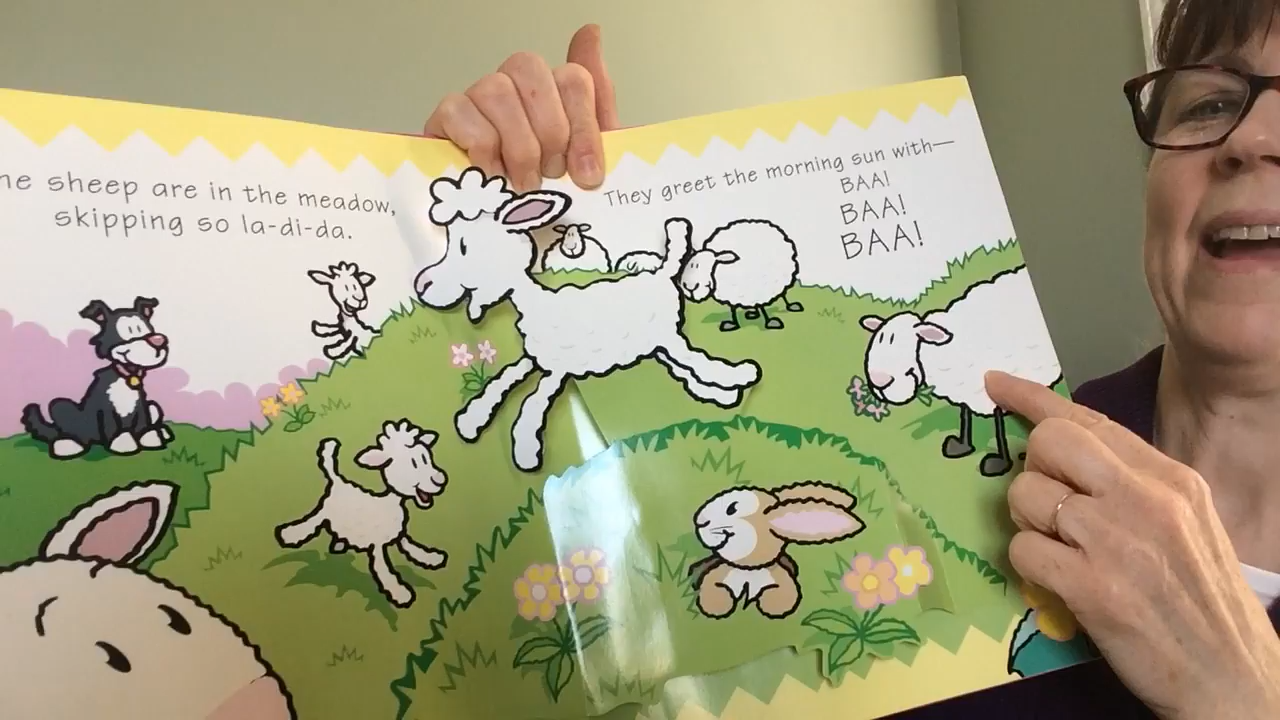 he sheep are in the meadow,
skipping so la-di-da.
They greet the morning sun with—
BAA!
BAA!
BAA!